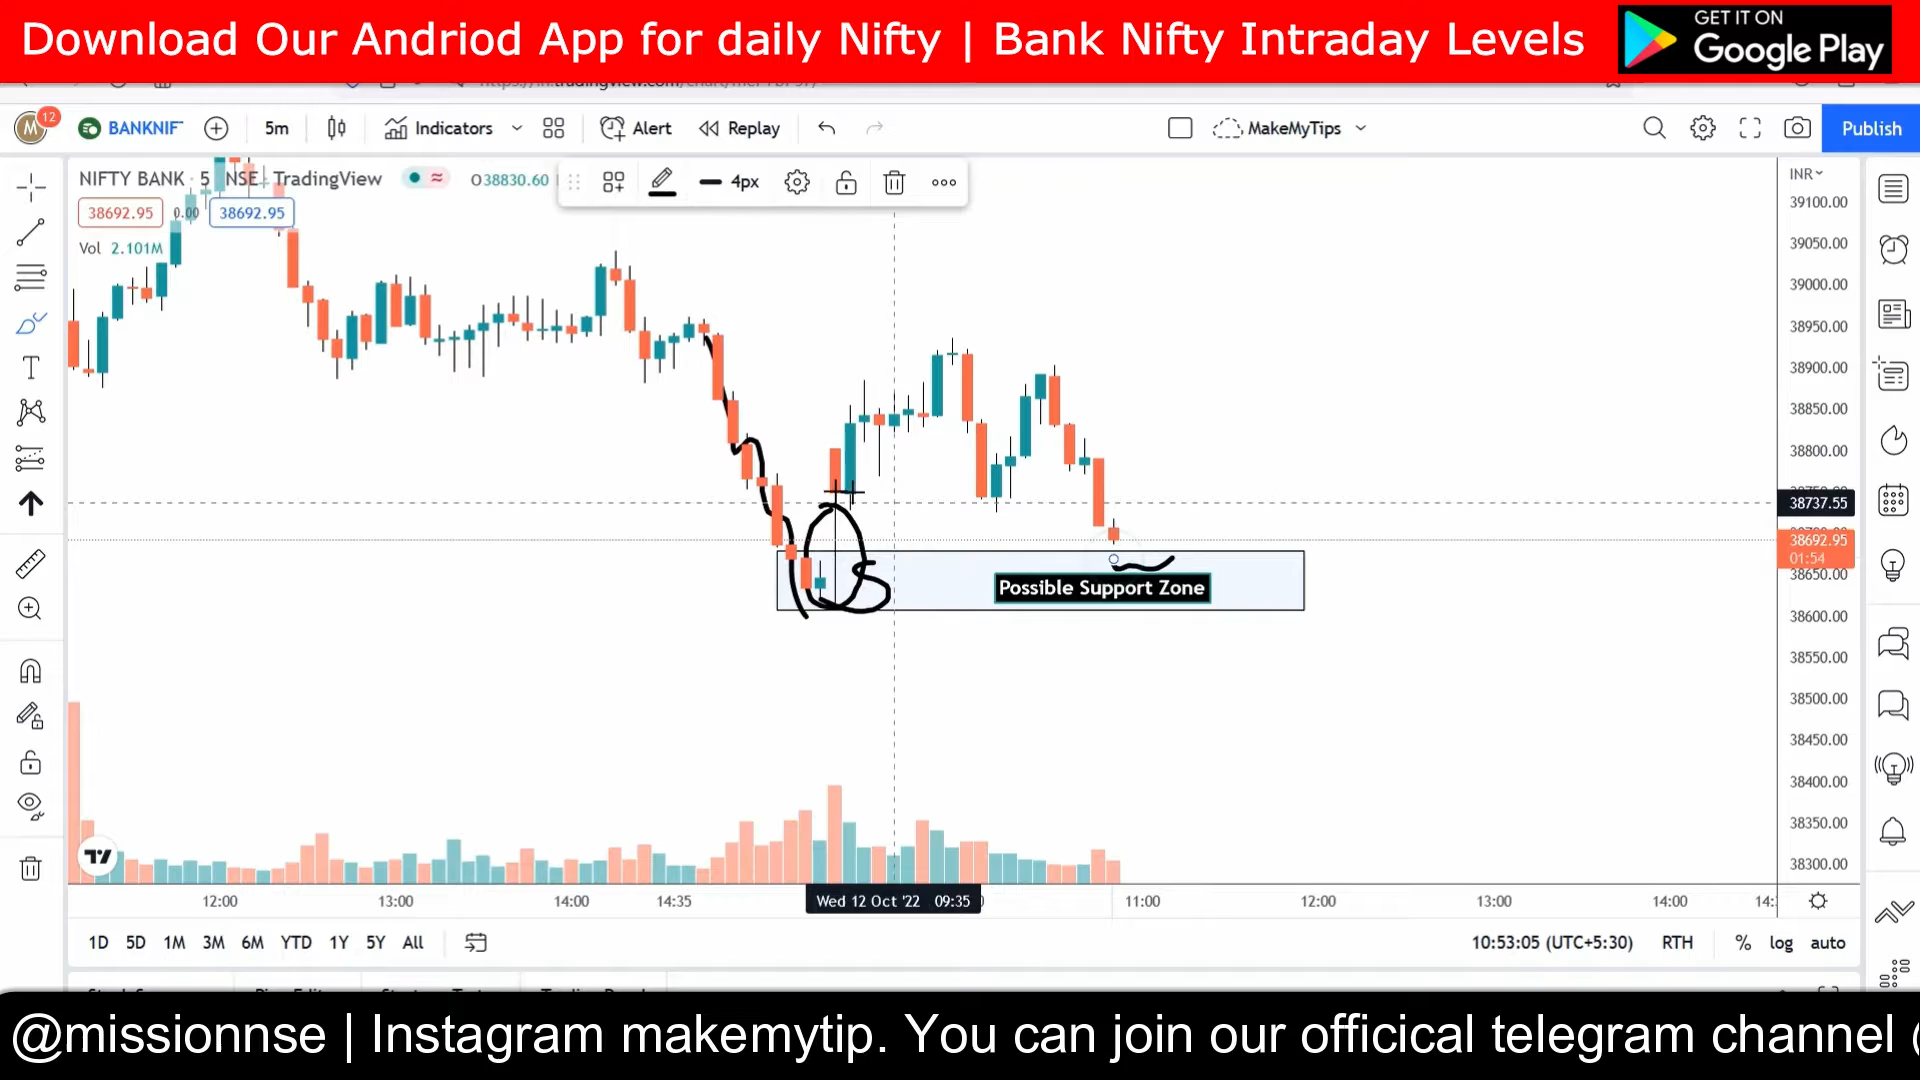 Download Our Andriod App for daily Nifty | Bank Nifty Intraday Levels
GET IT ON
Google Play
M
12
BANKNIF
5m
Indicators
Alert
Replay
MakeMyTips
Publish
NIFTY BANK · 5 NSE TradingView
O38830.60
4px
INR
38692.95 0.00 38692.95
Vol 2.101M
39100.00
39050.00
39000.00
38950.00
38900.00
38850.00
38800.00
38737.55
38692.95
01:54
38650.00
38600.00
38550.00
38500.00
38450.00
38400.00
38350.00
38300.00
Possible Support Zone
12:00
13:00
14:00
14:35
Wed 12 Oct '22 09:35
11:00
12:00
13:00
14:00
1D 5D 1M 3M 6M YTD 1Y 5Y All
10:53:05 (UTC+5:30) RTH % log auto
@missionnse | Instagram makemytip. You can join our officical telegram channel (